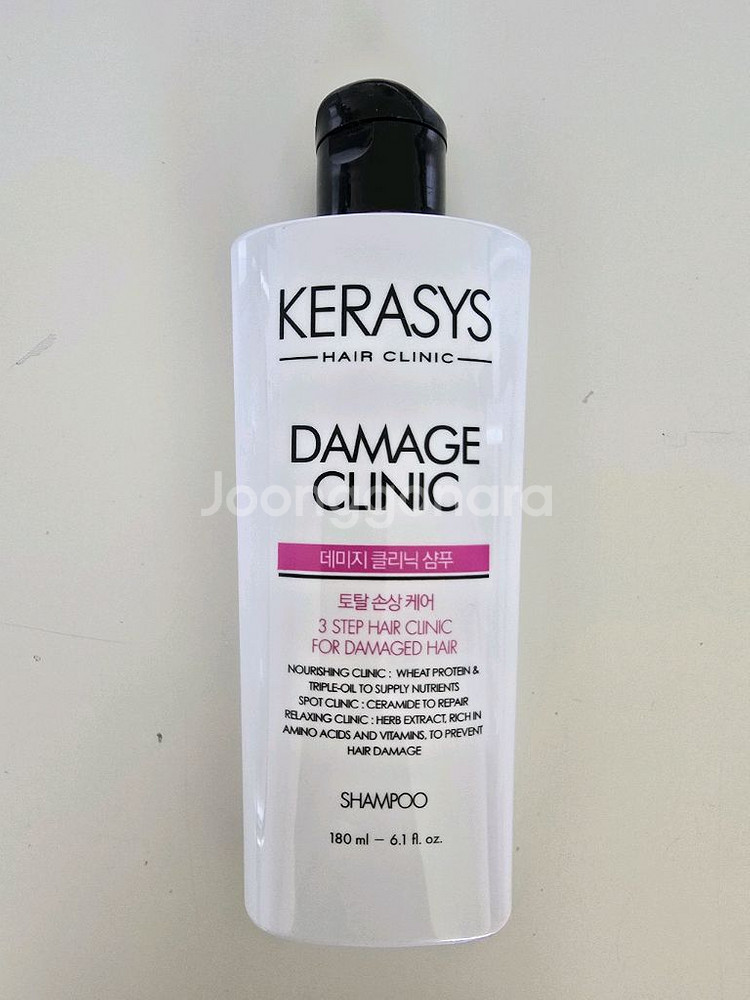 KERASYS
HAIR CLINIC
DAMAGE
CLINIC
Joonggonara
데미지 클리닉 샴푸
토탈 손상 케어
3 STEP HAIR CLINIC
FOR DAMAGED HAIR
NOURISHING CLINIC : WHEAT PROTEIN &
TRIPLE-OIL TO SUPPLY NUTRIENTS
SPOT CLINIC : CERAMIDE TO REPAIR
RELAXING CLINIC : HERB EXTRACT, RICH IN
AMINO ACIDS AND VITAMINS, TO PREVENT
HAIR DAMAGE
SHAMPOO
180 ml – 6.1 fl. oz.